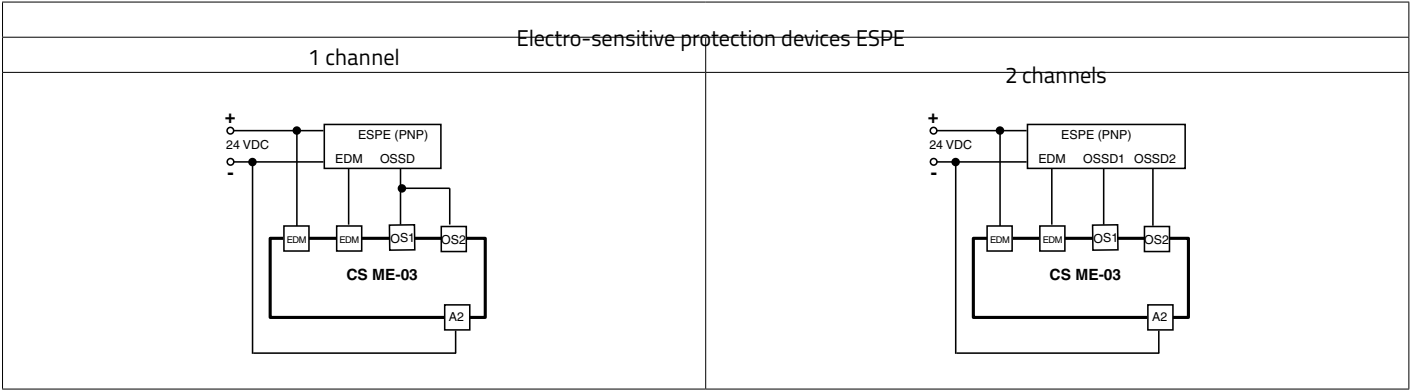 Electro-sensitive protection devices ESPE
1 channel
2 channels
+
24 VDC
-
ESPE (PNP)
EDM OSSD
EDM EDM OS1 OS2
CS ME-03
A2
+
24 VDC
-
ESPE (PNP)
EDM OSSD1 OSSD2
EDM EDM OS1 OS2
CS ME-03
A2